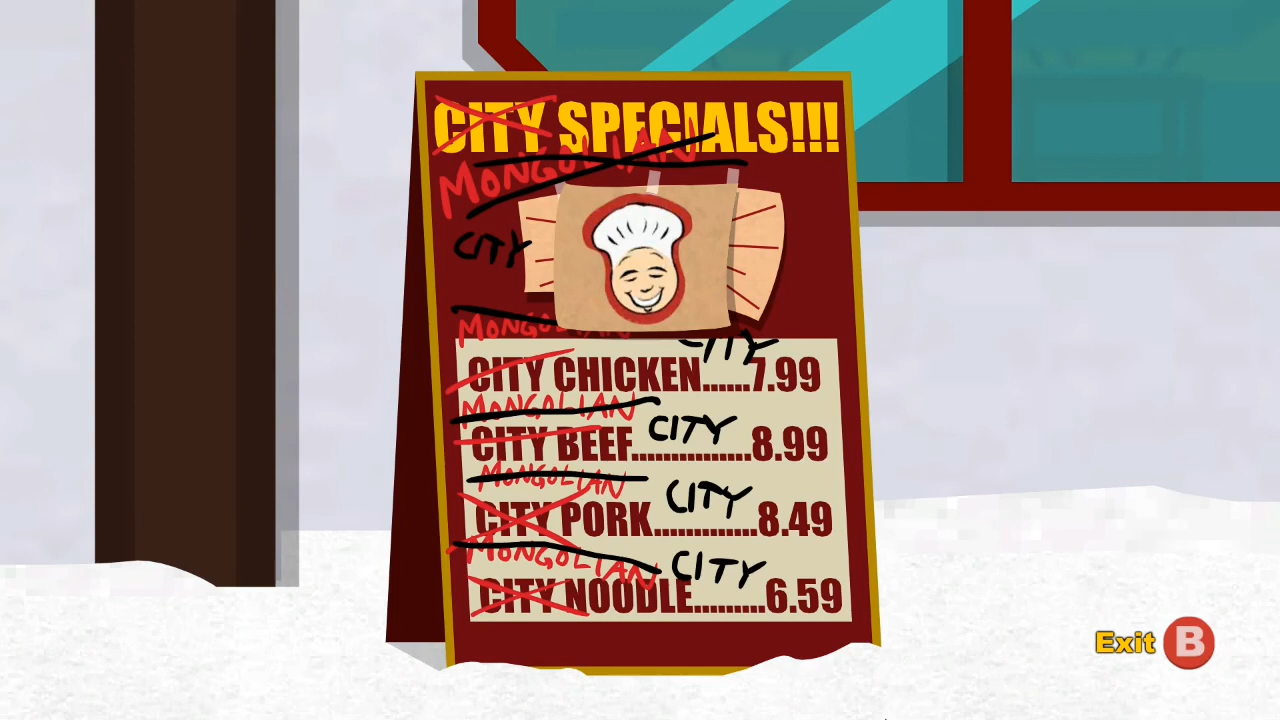 CITY SPECIALS!!!
MONGOLIAN
CITY
MONGOLIAN
CITY
CITY CHICKEN......7.99
MONGOLIAN
CITY
CITY BEEF...............8.99
MONGOLIAN
CITY
CITY PORK.............8.49
MONGOLIAN
CITY
CITY NOODLE.........6.59
Exit B